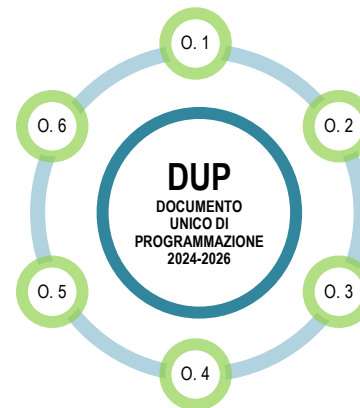 O. 1
O. 6
O. 2
DUP
DOCUMENTO
UNICO DI
PROGRAMMAZIONE
2024-2026
O. 5
O. 3
O. 4